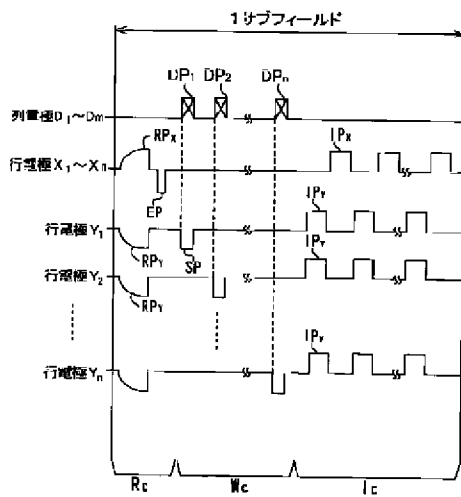 1サブフィールド
DP1 DP2 DPn
列電極D1~Dm
RPX
行電極X1~Xn
IPX
EP
行電極Y1
IPY
RPY
SP
行電極Y2
IPY
RPY
行電極Yn
IPY
RPY
Rc Wc Ic